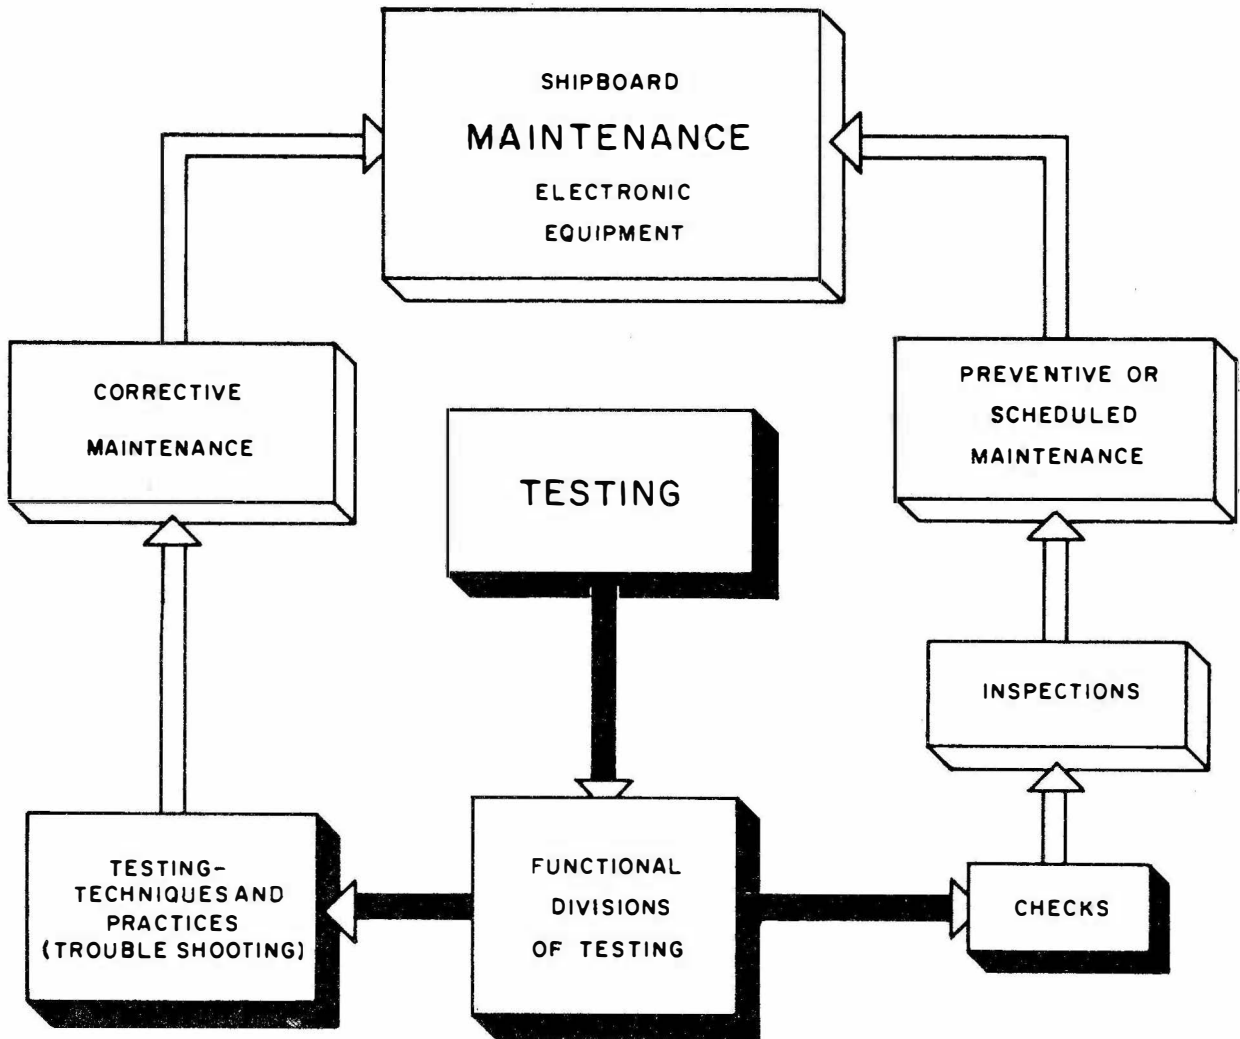 SHIPBOARD
MAINTENANCE
ELECTRONIC
EQUIPMENT
CORRECTIVE
MAINTENANCE
PREVENTIVE OR
SCHEDULED
MAINTENANCE
TESTING
INSPECTIONS
TESTING-
TECHNIQUES AND
PRACTICES
(TROUBLE SHOOTING)
FUNCTIONAL
DIVISIONS
OF TESTING
CHECKS